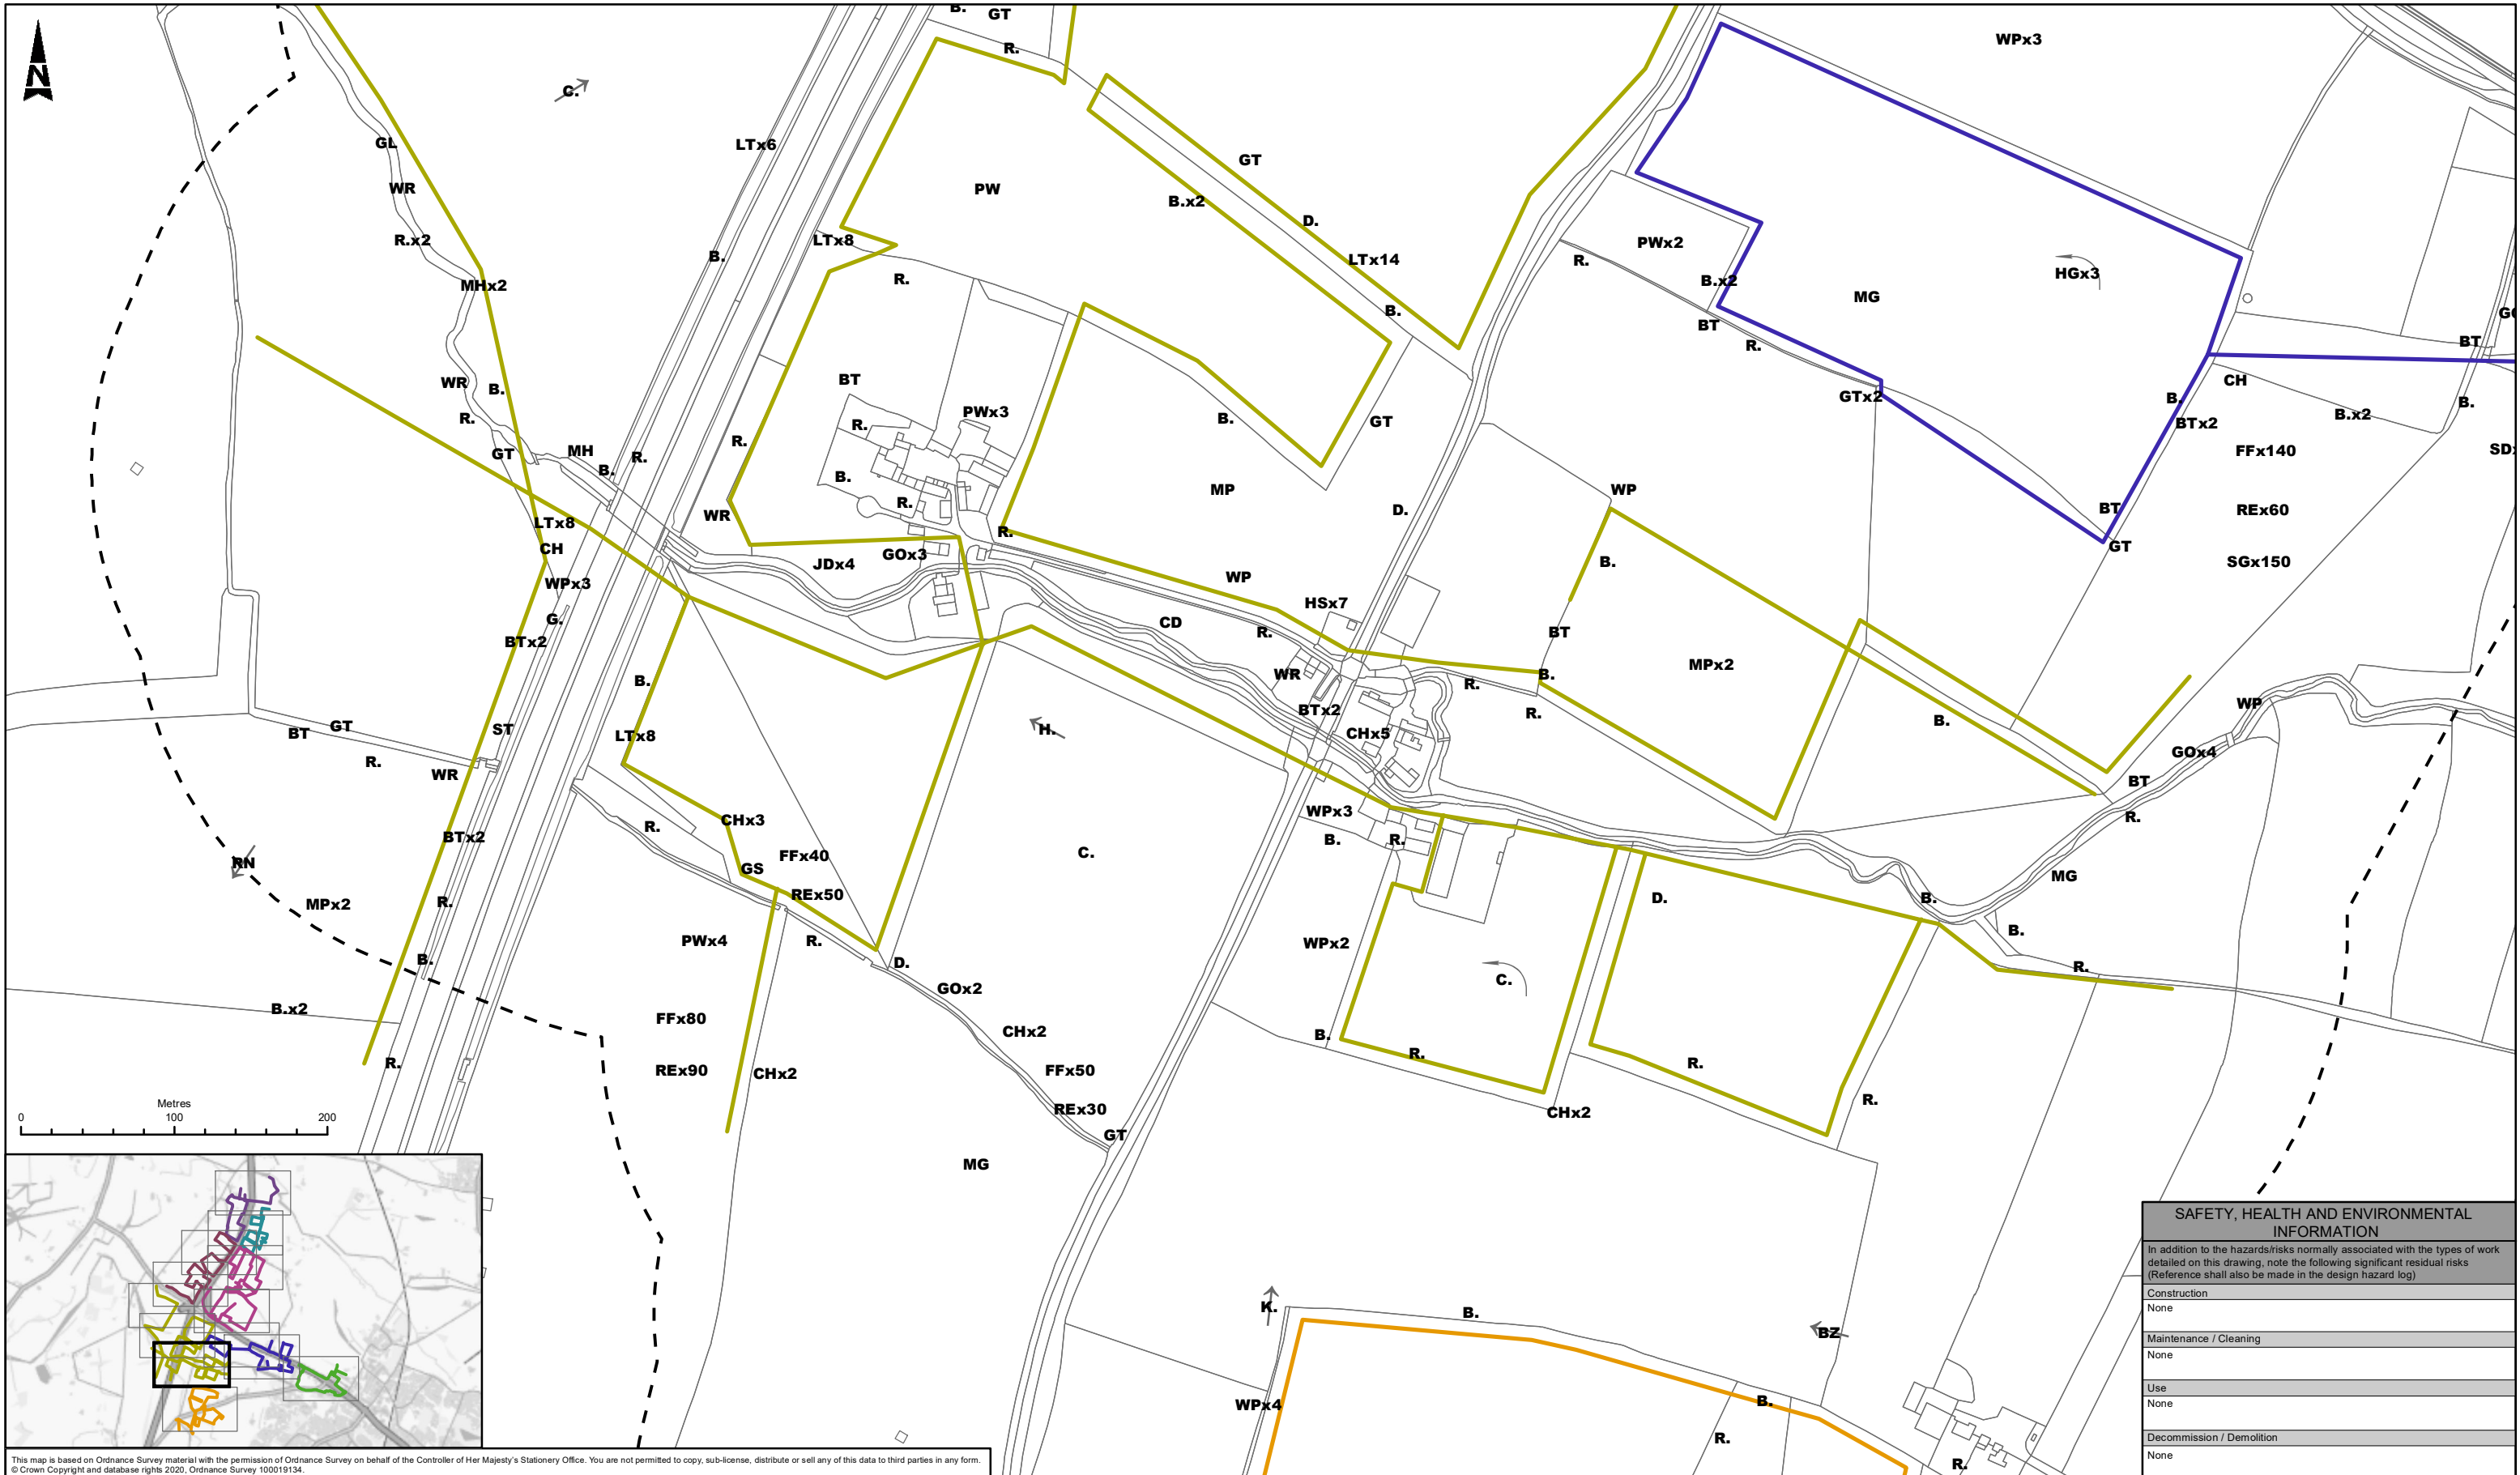 N
B.
GT
R.
WPx3
C.
GL
LTx6
GT
WR
PW
B.x2
D.
R.x2
LTx8
B.
PWx2
R.
LTx14
HGx3
R.
B.x2
MHx2
MG
B.
BT
R.
BT
BT
CH
WR
B.
GTx2
B.
B.x2
B.
PWx3
R.
R.
B.
GT
BTx2
R.
MH
GT
R.
B.
FFx140
B.
MP
WP
R.
D.
BT
REx60
WR
LTx8
R.
CH
GOx3
GT
JDx4
B.
SGx150
WPx3
WP
HSx7
G.
CD
R.
BT
BTx2
MPx2
B.
WR
B.
R.
WP
BTx2
R.
B.
GT
BT
ST
H.
LTx8
CHx5
R.
GOx4
WR
BT
WPx3
R.
CHx3
R.
BTx2
B.
R.
C.
FFx40
RN
GS
MG
REx50
D.
B.
R.
MPx2
B.
PWx4
R.
WPx2
B.
D.
R.
C.
GOx2
B.x2
FFx80
CHx2
B.
R.
R.
R.
REx90
CHx2
FFx50
R.
REx30
CHx2
GT
MG
Metres
0 100 200
K.
B.
BZ
WPx4
B.
R.
R.
SAFETY, HEALTH AND ENVIRONMENTAL
INFORMATION
In addition to the hazards/risks normally associated with the types of work
detailed on this drawing, note the following significant residual risks
(Reference shall also be made in the design hazard log)
Construction
None
Maintenance / Cleaning
None
Use
None
Decommission / Demolition
None
This map is based on Ordnance Survey material with the permission of Ordnance Survey on behalf of the Controller of Her Majesty's Stationery Office. You are not permitted to copy, sub-license, distribute or sell any of this data to third parties in any form.
© Crown Copyright and database rights 2020, Ordnance Survey 100019134.